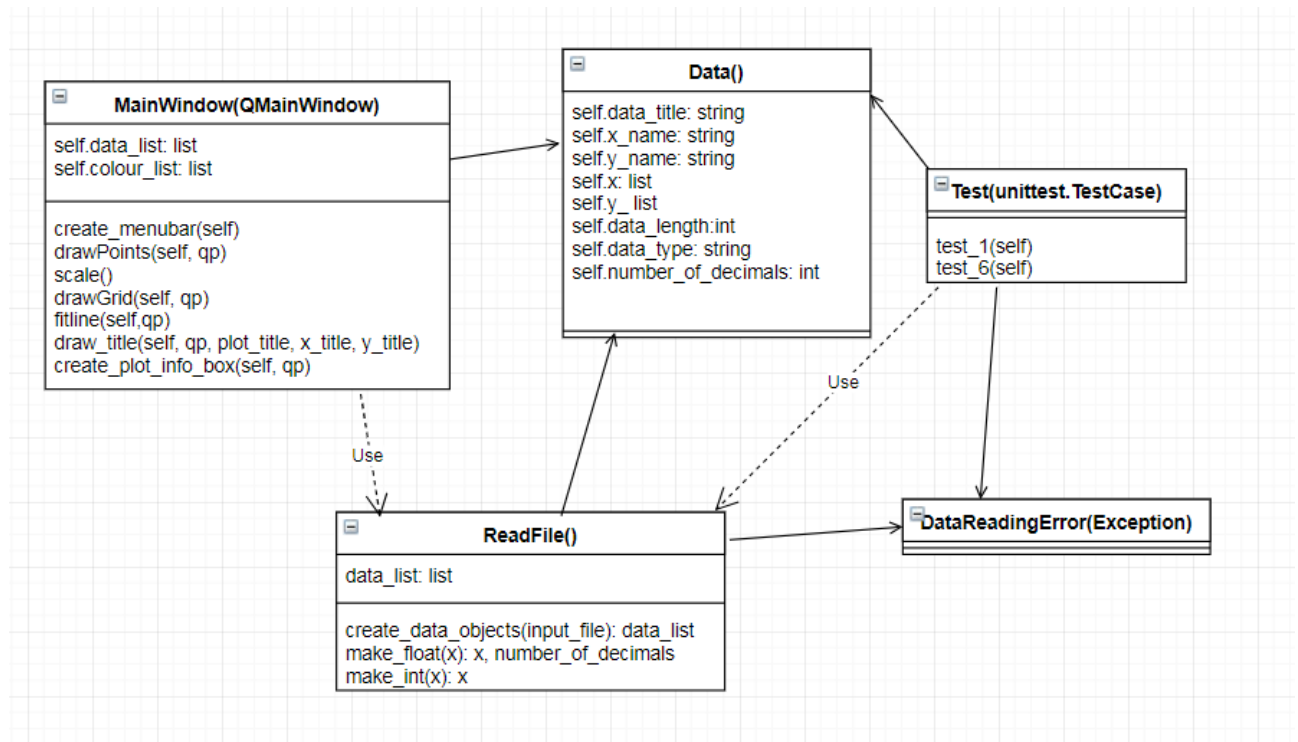 MainWindow(QMainWindow)
self.data_list: list
self.colour_list: list
create_menubar(self)
drawPoints(self, qp)
scale()
drawGrid(self, qp)
fitline(self,qp)
draw_title(self, qp, plot_title, x_title, y_title)
create_plot_info_box(self, qp)
Data()
self.data_title: string
self.x_name: string
self.y_name: string
self.x: list
self.y_ list
self.data_length:int
self.data_type: string
self.number_of_decimals: int
Test(unittest.TestCase)
test_1(self)
test_6(self)
Use
Use
ReadFile()
data_list: list
create_data_objects(input_file): data_list
make_float(x): x, number_of_decimals
make_int(x): x
DataReadingError(Exception)